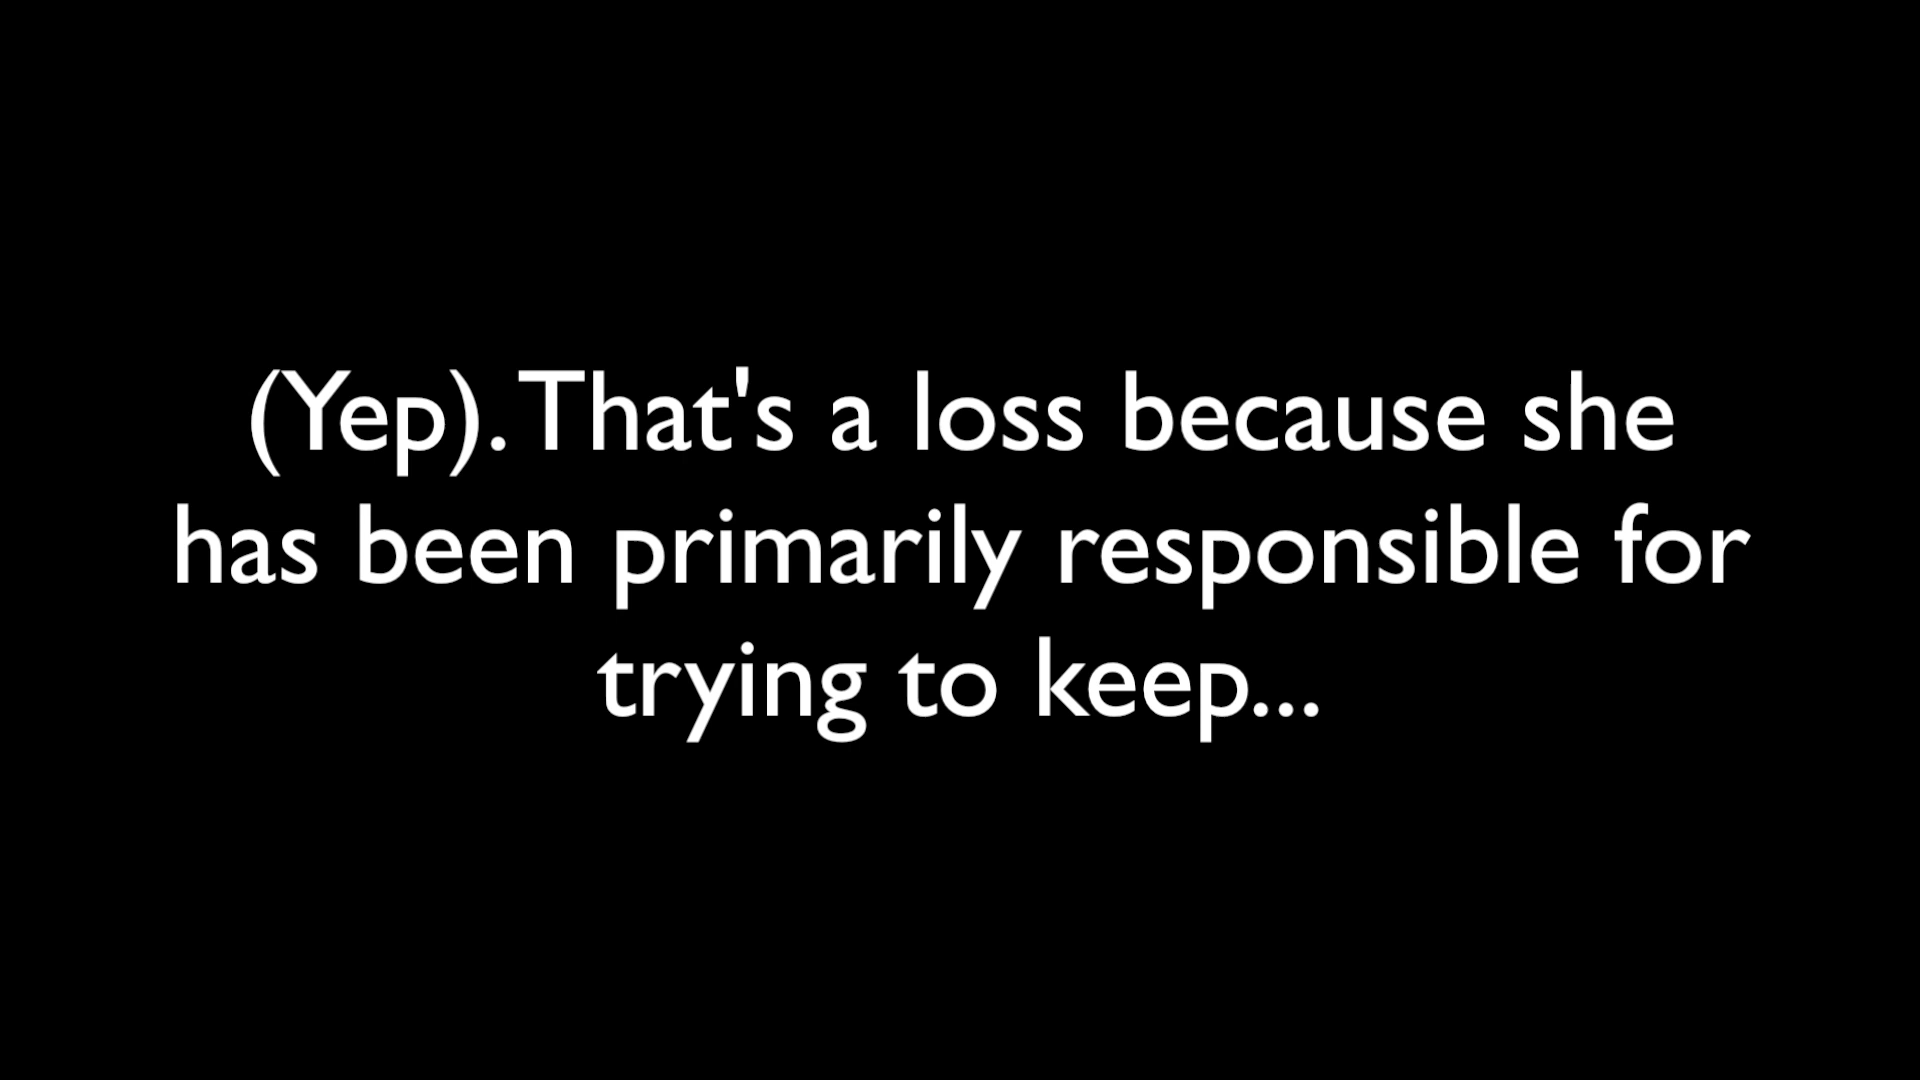 (Yep). That's a loss because she
has been primarily responsible for
trying to keep...